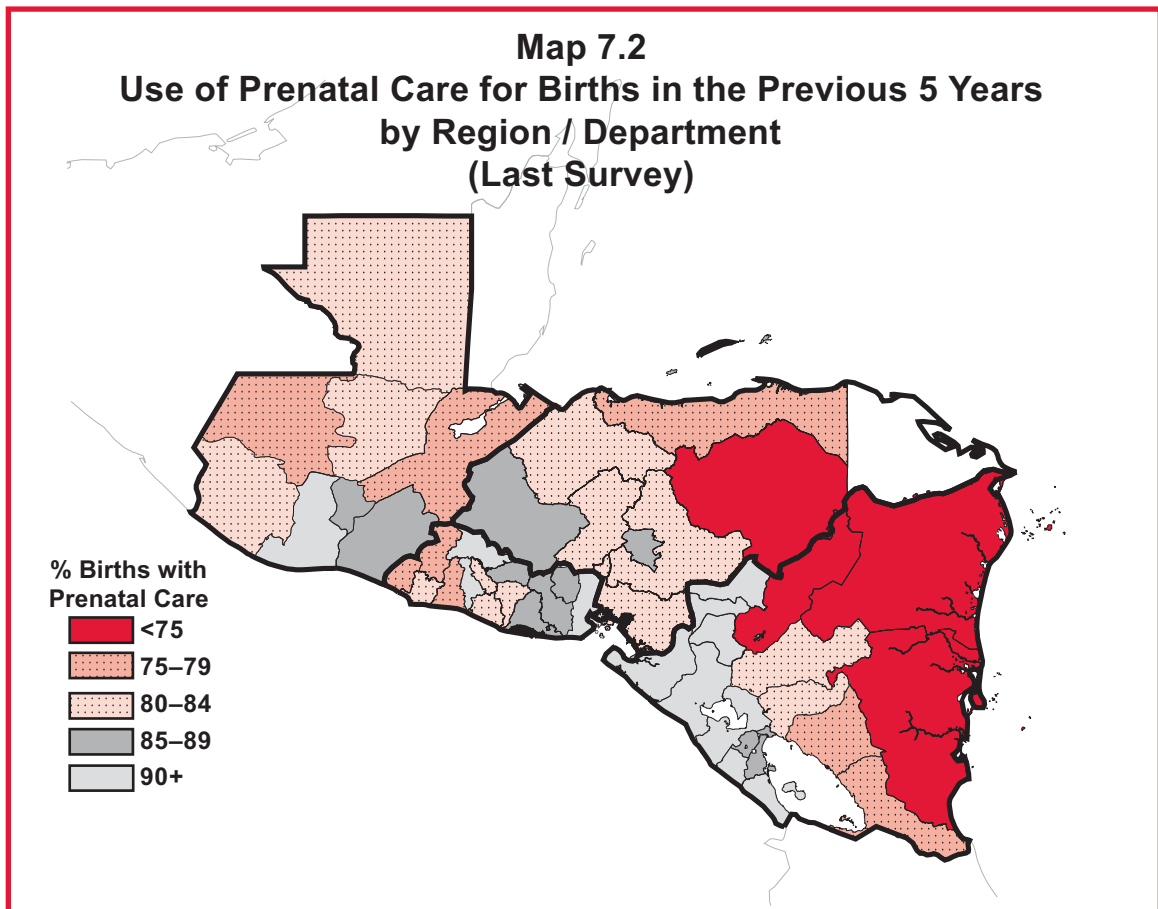 Map 7.2
Use of Prenatal Care for Births in the Previous 5 Years
by Region / Department
(Last Survey)
% Births with
Prenatal Care
<75
75–79
80–84
85–89
90+